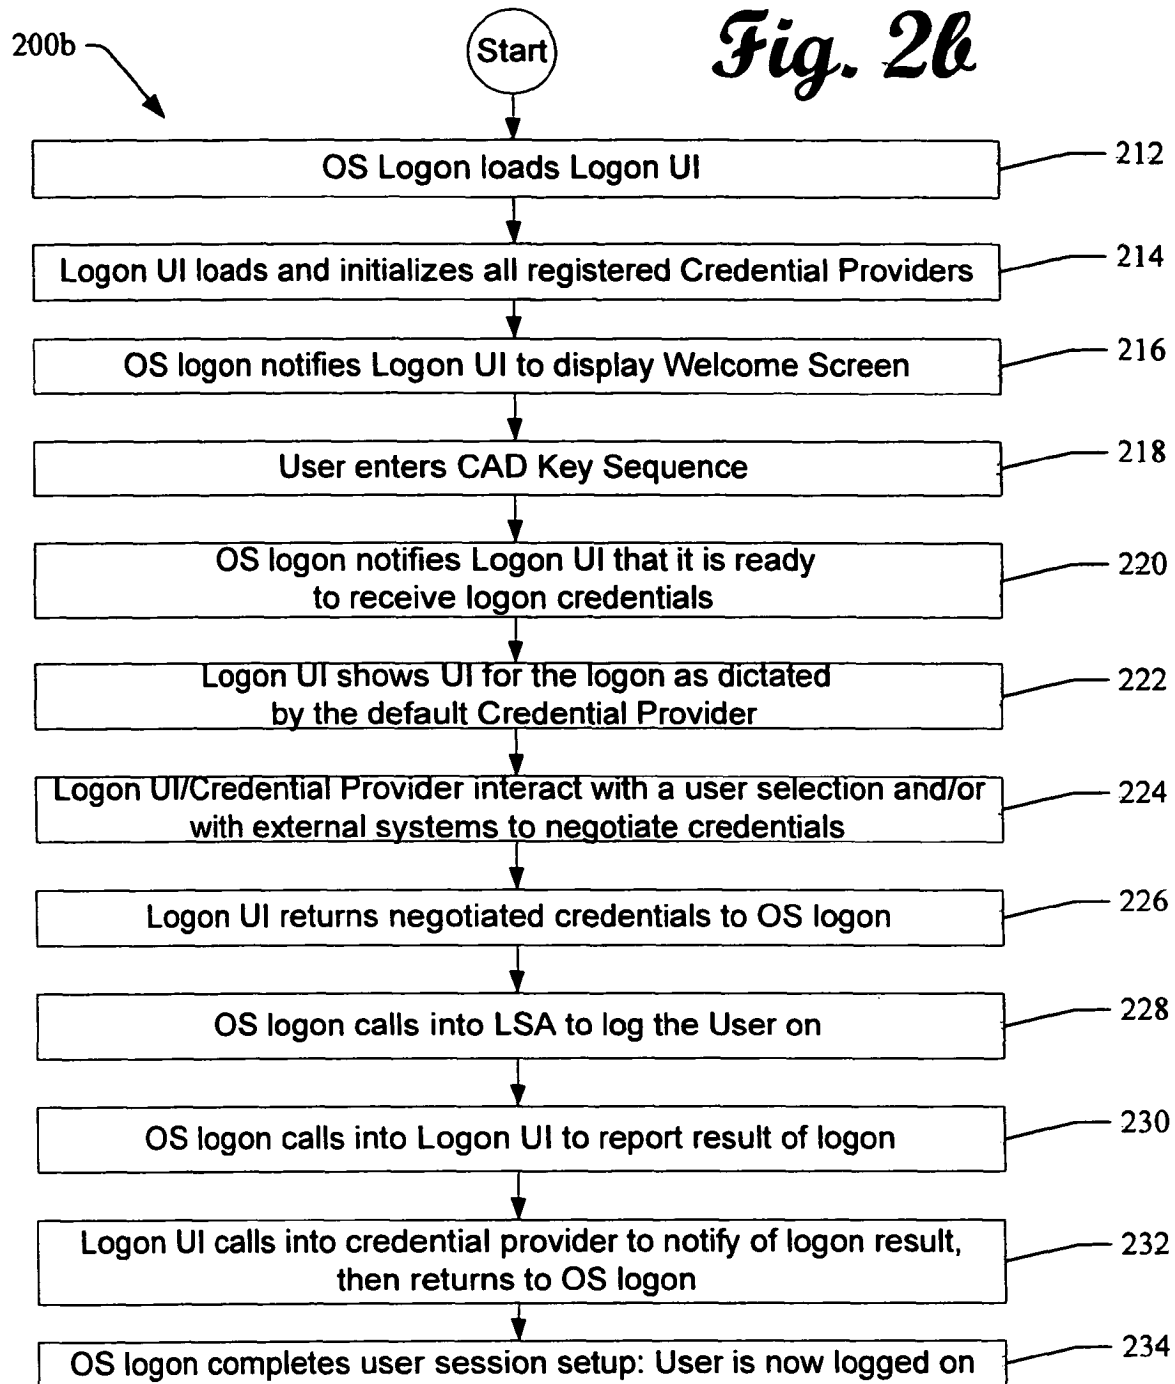 200b
Start
Fig. 2b
OS Logon loads Logon UI
212
Logon UI loads and initializes all registered Credential Providers
214
OS logon notifies Logon UI to display Welcome Screen
216
User enters CAD Key Sequence
218
OS logon notifies Logon UI that it is ready
to receive logon credentials
220
Logon UI shows UI for the logon as dictated
by the default Credential Provider
222
Logon UI/Credential Provider interact with a user selection and/or
with external systems to negotiate credentials
224
Logon UI returns negotiated credentials to OS logon
226
OS logon calls into LSA to log the User on
228
OS logon calls into Logon UI to report result of logon
230
Logon UI calls into credential provider to notify of logon result,
then returns to OS logon
232
OS logon completes user session setup: User is now logged on
234